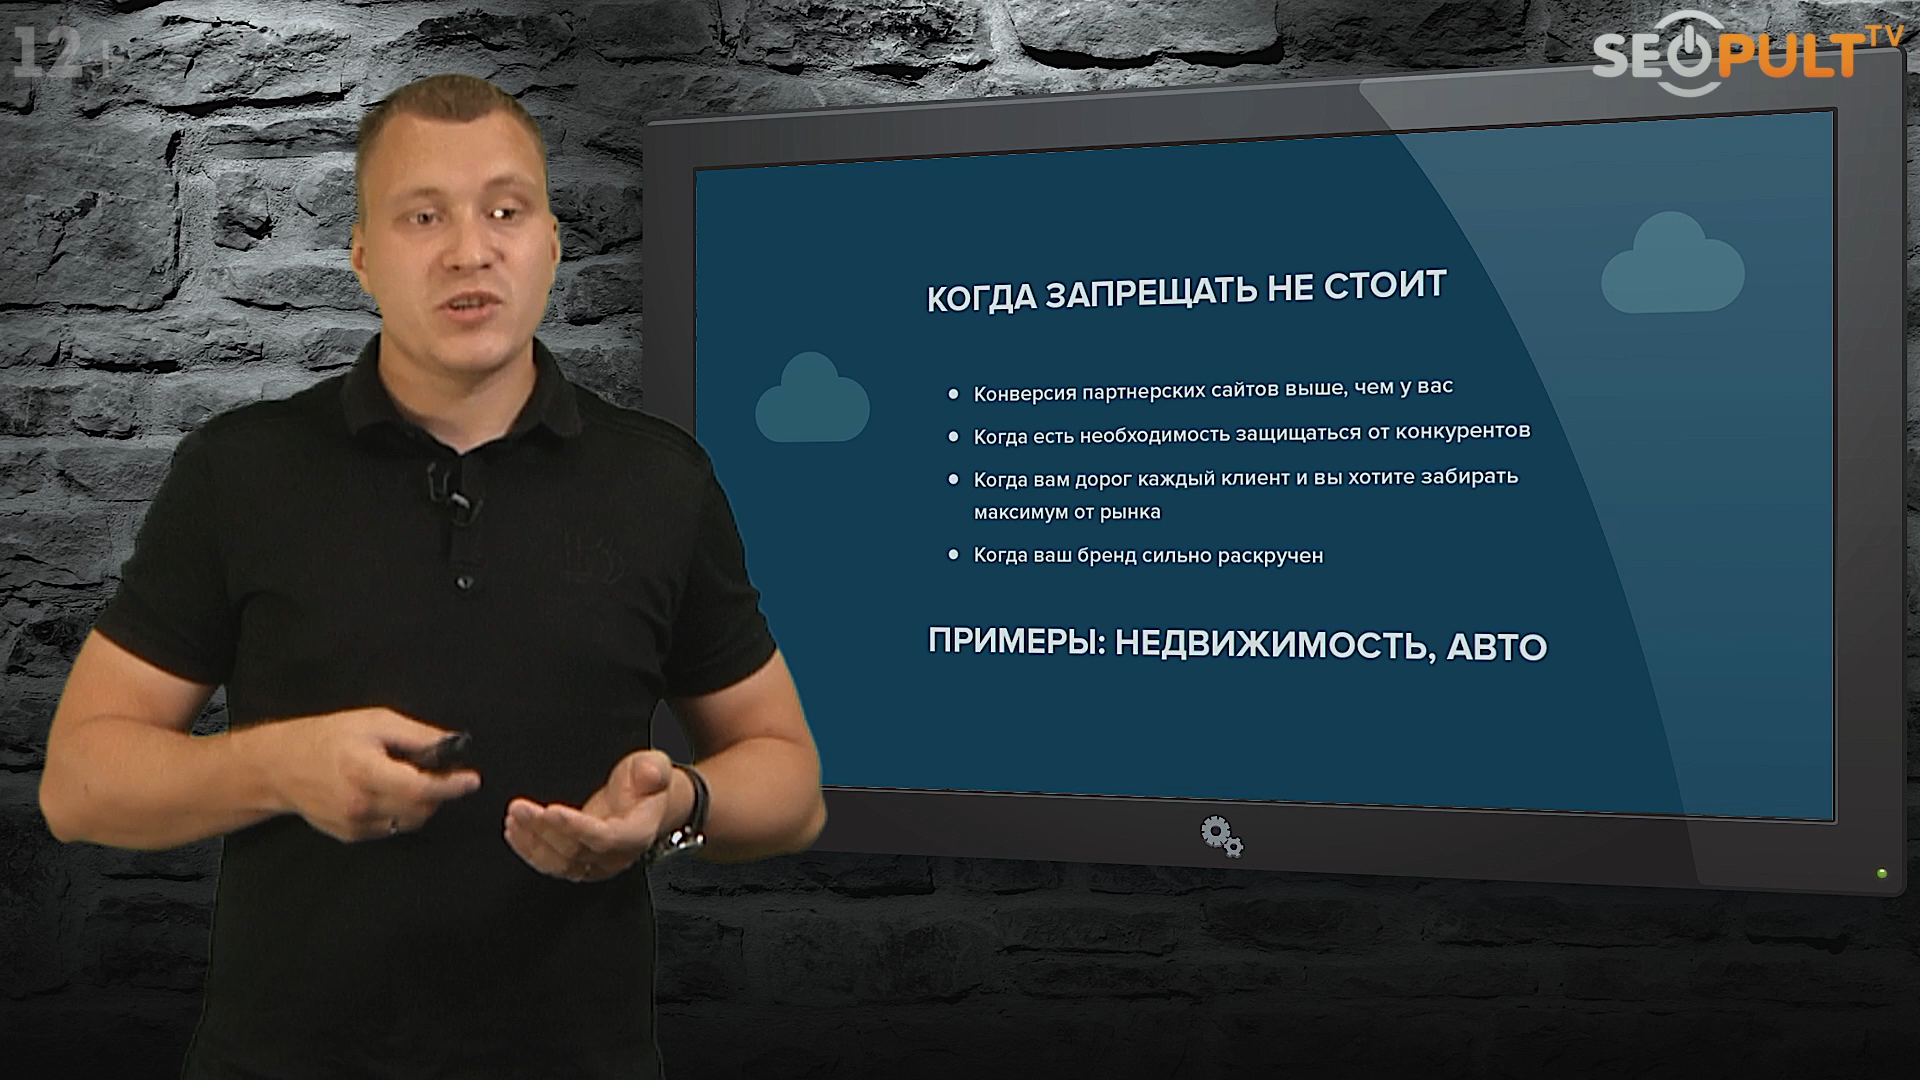 12+
SEOPULT TV
КОГДА ЗАПРЕЩАТЬ НЕ СТОИТ
Конверсия партнерских сайтов выше, чем у вас
Когда есть необходимость защищаться от конкурентов
Когда вам дорог каждый клиент и вы хотите забирать
максимум от рынка
Когда ваш бренд сильно раскручен
ПРИМЕРЫ: НЕДВИЖИМОСТЬ, АВТО